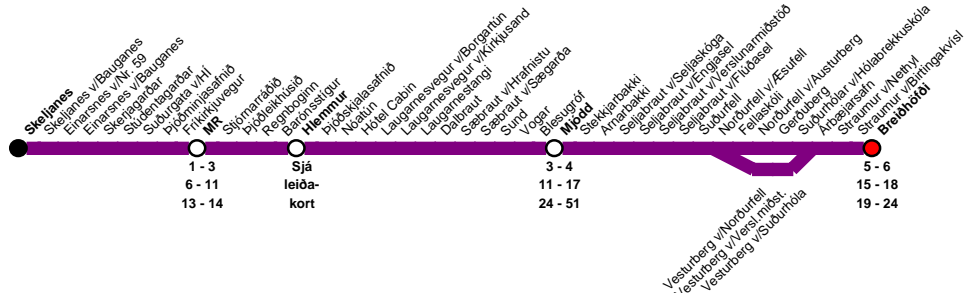 Skeljanes
Skeljanes v/Bauganes
Einarsnes v/Nr. 59
Einarsnes v/Bauganes
Skerjagarðar
Studentagarðar
Suðurgata v/HÍ
Þjóðminjasafnið
Fríkirkjuvegur
MR
Stjórnarráðið
Þjóðleikhúsið
Regnboginn
Barónsstígur
Hlemmur
Þjóðskjalasafnið
Nóatún
Hótel Cabin
Laugarnesvegur v/Borgartún
Laugarnesvegur v/Kirkjusand
Laugarnestangi
Dalbraut
Sæbraut v/Hrafnistu
Sæbraut v/Sægarða
Sund
Vogar
Blesugróf
Mjódd
Stekkjarbakki
Arnarbakki
Seljabraut v/Seljaskóga
Seljabraut v/Engjasel
Seljabraut v/Verslunarmiðstöð
Seljabraut v/Fluðasel
Suðurfell
Norðurfell v/Æsufell
Fellaskóli
Norðurfell v/Austurberg
Gerðuberg
Suðurhólar v/Hólabrekkuskóla
Árbæjarsafn
Straumur v/Nethyl
Straumur v/Birtingakvísl
Breiðhöfði
1 - 3
6 - 11
13 - 14
Sjá
leiða-
kort
3 - 4
11 - 17
24 - 51
5 - 6
15 - 18
19 - 24
Vesturberg v/Norðurfell
Vesturberg v/Versl.miðst.
Vesturberg v/Suðurhóla